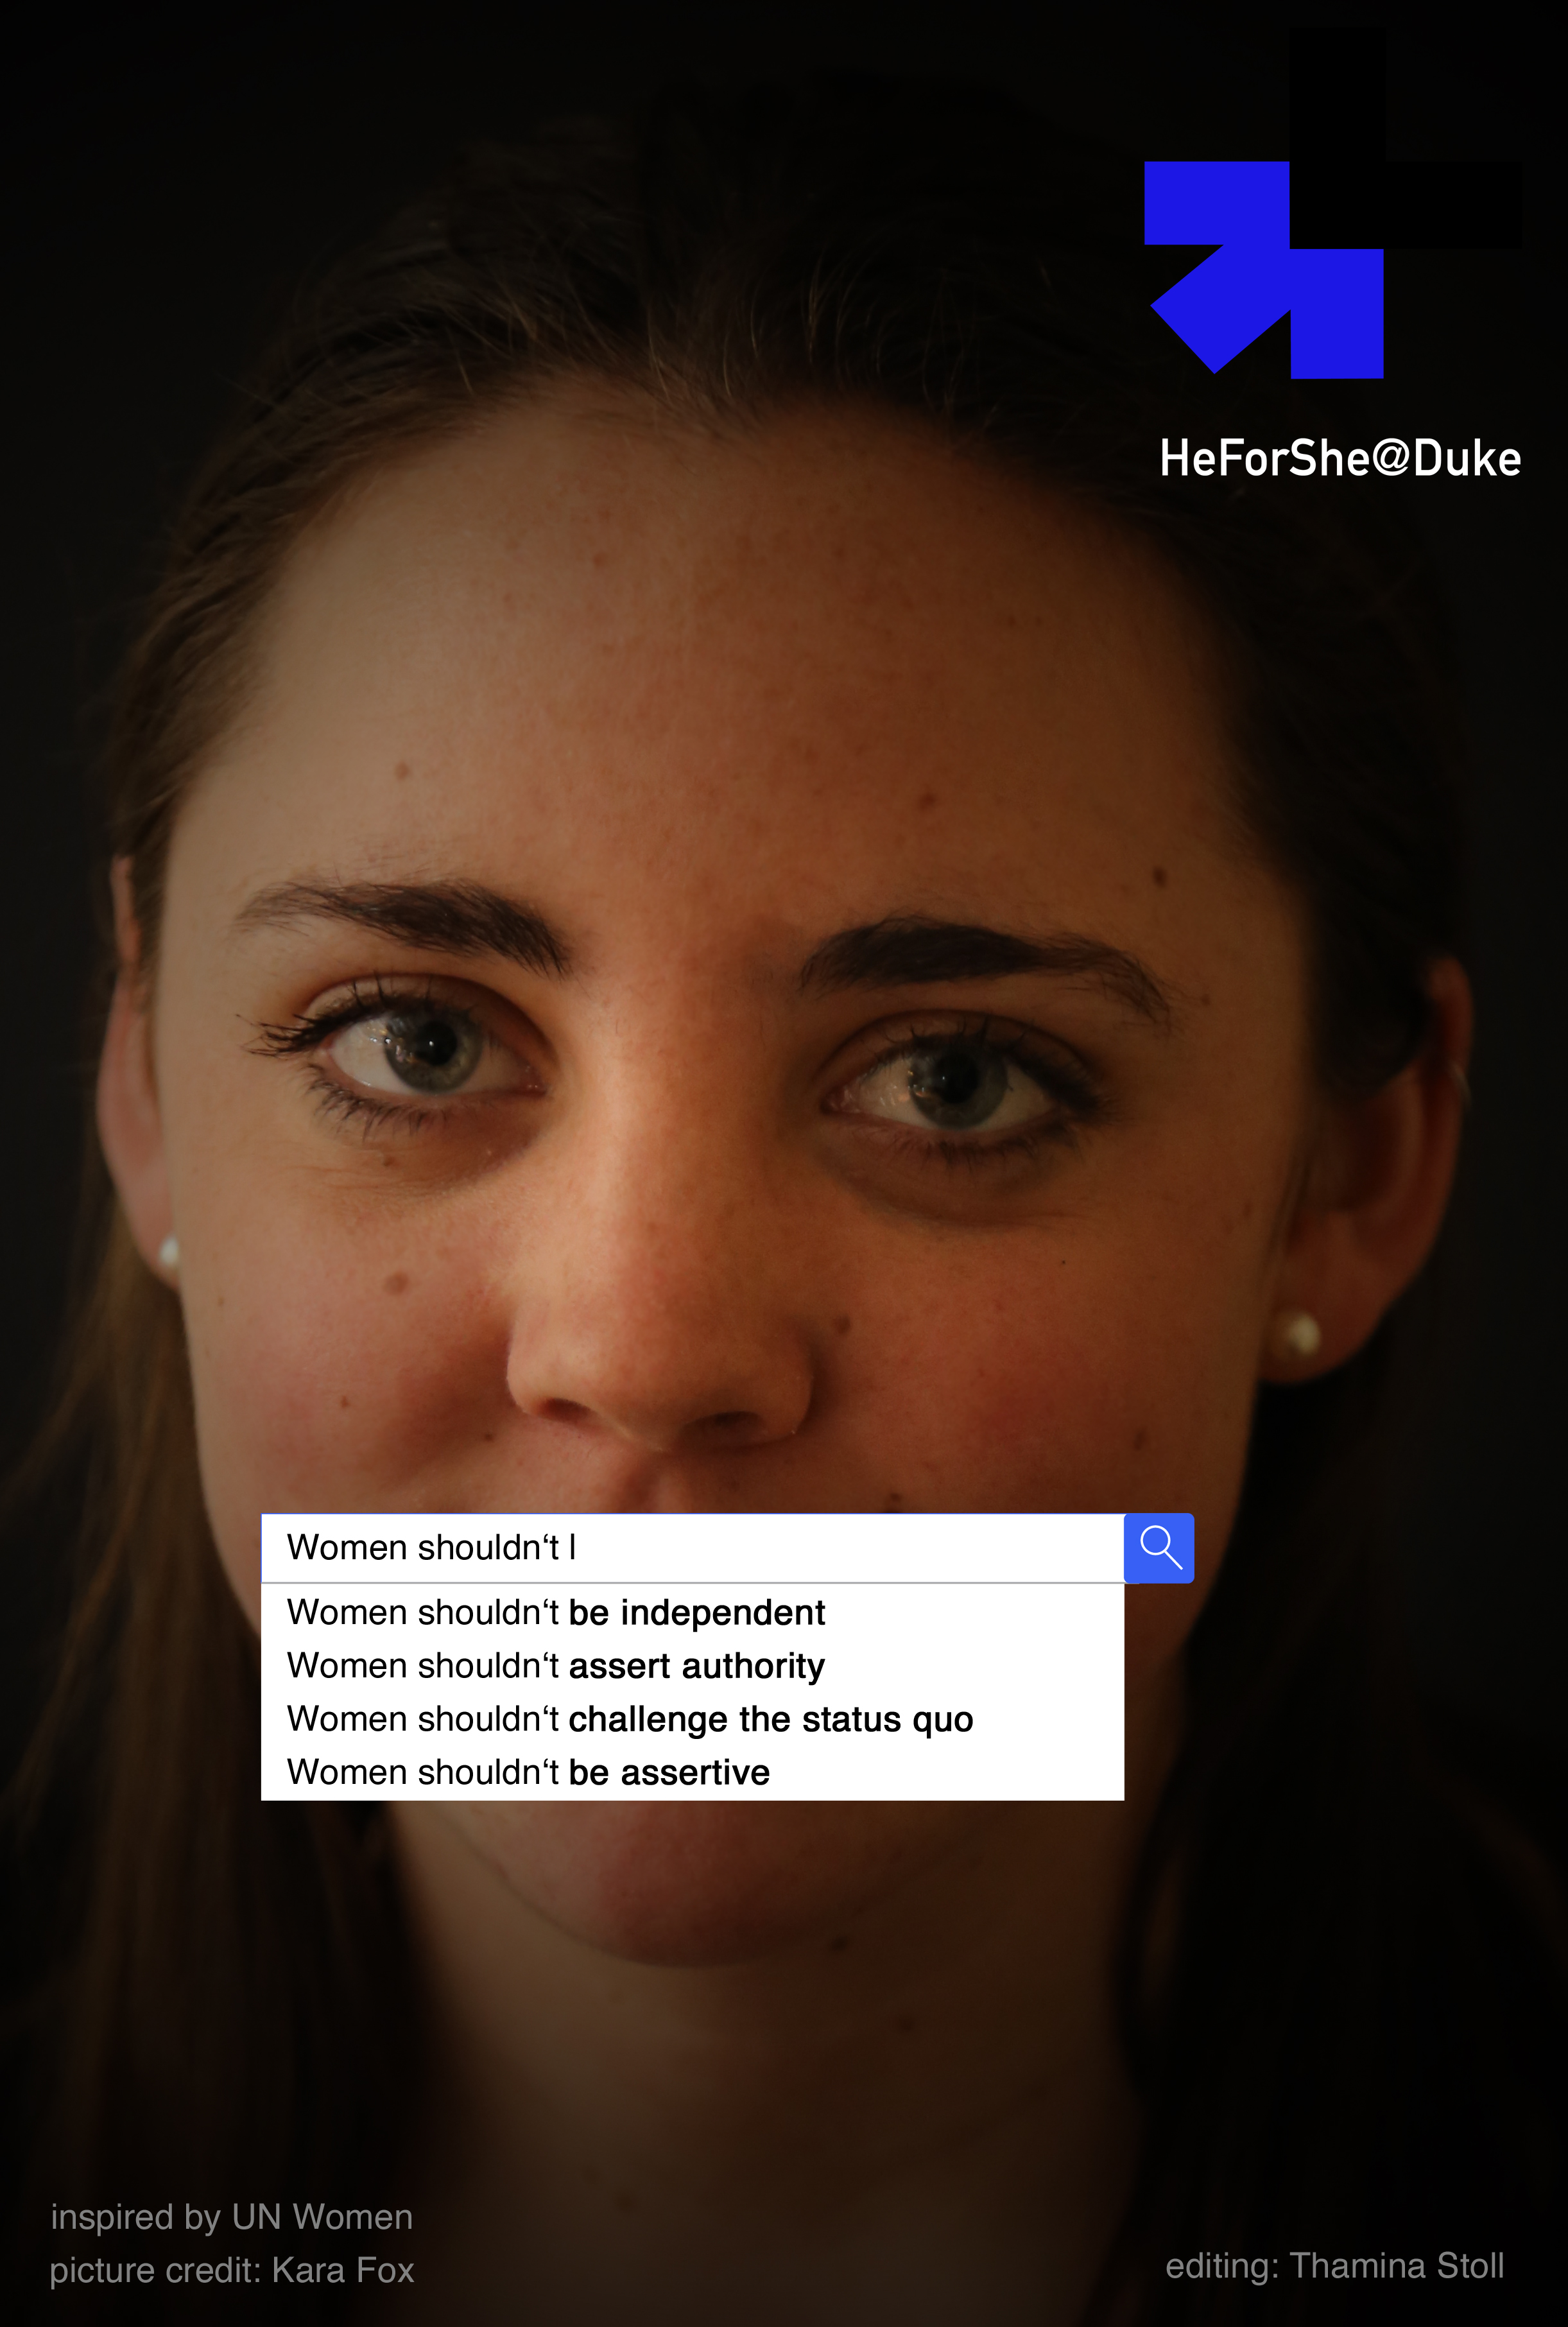 HeForShe@Duke
Women shouldn‘t |
Women shouldn‘t be independent
Women shouldn‘t assert authority
Women shouldn‘t challenge the status quo
Women shouldn‘t be assertive
inspired by UN Women
picture credit: Kara Fox
editing: Thamina Stoll